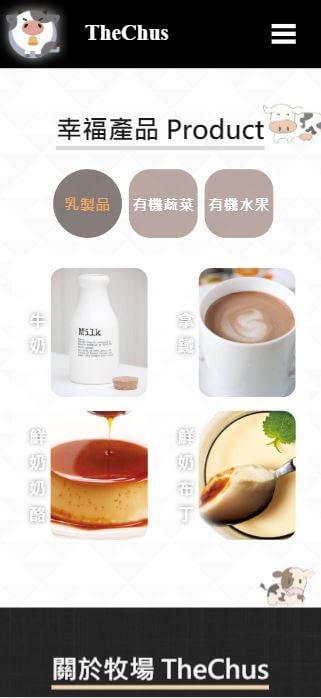 TheChus
幸福產品 Product
乳製品
有機蔬菜
有機水果
牛奶
Milk
拿鐵
鮮奶奶酪
鮮奶布丁
關於牧場 TheChus